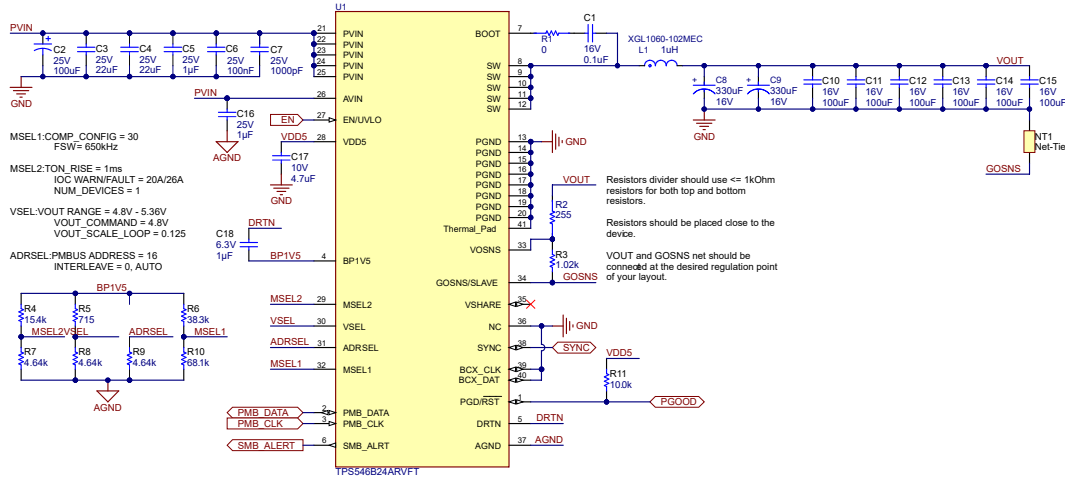 U1
PVIN
C2
25V
100uF
C3
25V
22uF
C4
25V
22uF
C5
25V
1µF
C6
25V
100nF
C7
25V
1000pF
GND
21
22
23
24
25
PVIN
PVIN
PVIN
PVIN
PVIN
PVIN
26
AVIN
C16
25V
1µF
AGND
EN
27
EN/UVLO
VDD5
28
VDD5
C17
10V
4.7uF
GND
MSEL1:COMP_CONFIG = 30
FSW= 650kHz
MSEL2:TON_RISE = 1ms
IOC WARN/FAULT = 20A/26A
NUM_DEVICES = 1
VSEL:VOUT RANGE = 4.8V - 5.36V
VOUT_COMMAND = 4.8V
VOUT_SCALE_LOOP = 0.125
ADRSEL:PMBUS ADDRESS = 16
INTERLEAVE = 0, AUTO
DRTN
C18
6.3V
1µF
BP1V5
4
BP1V5
BP1V5
R4
15.4k
R5
715
R6
38.3k
MSEL2
VSEL
ADRSEL
MSEL1
R7
4.64k
R8
4.64k
R9
4.64k
R10
68.1k
AGND
MSEL2
29
MSEL2
VSEL
30
VSEL
ADRSEL
31
ADRSEL
MSEL1
32
MSEL1
PMB_DATA
2
PMB_DATA
PMB_CLK
3
PMB_CLK
SMB_ALERT
6
SMB_ALRT
TPS546B24ARVFT
BOOT
7
R1
0
C1
16V
0.1uF
XGL1060-102MEC
L1
1uH
SW
8
SW
9
SW
10
SW
11
SW
12
VOUT
C8
330uF
16V
C9
330uF
16V
C10
16V
100uF
C11
16V
100uF
C12
16V
100uF
C13
16V
100uF
C14
16V
100uF
C15
16V
100uF
GND
NT1
Net-Tie
GOSNS
PGND
13
GND
PGND
14
PGND
15
PGND
16
PGND
17
PGND
18
PGND
19
PGND
20
Thermal_Pad
41
VOUT
R2
255
VOSNS
33
R3
1.02k
GOSNS/SLAVE
34
GOSNS
Resistors divider should use <= 1kOhm
resistors for both top and bottom
resistors.
Resistors should be placed close to the
device.
VOUT and GOSNS net should be
connected at the desired regulation point
of your layout.
VSHARE
35
NC
36
GND
SYNC
38
SYNC
BCX_CLK
39
BCX_DAT
40
VDD5
R11
10.0k
PGD/RST
1
PGOOD
DRTN
5
DRTN
AGND
37
AGND